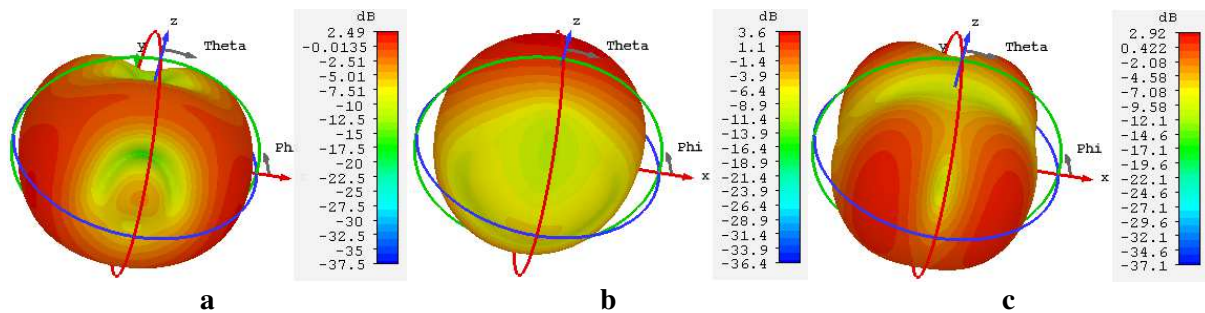 dB
2.49
-0.0135
-2.51
-5.01
-7.51
-10
-12.5
-15
-17.5
-20
-22.5
-25
-27.5
-30
-32.5
-35
-37.5
z
y
Theta
Phi
x
a
dB
3.6
1.1
-1.4
-3.9
-6.4
-8.9
-11.4
-13.9
-16.4
-18.9
-21.4
-23.9
-26.4
-28.9
-31.4
-33.9
-36.4
z
Phi
x
b
dB
2.92
0.422
-2.08
-4.58
-7.08
-9.58
-12.1
-14.6
-17.1
-19.6
-22.1
-24.6
-27.1
-29.6
-32.1
-34.6
-37.1
z
y
Theta
Phi
x
c